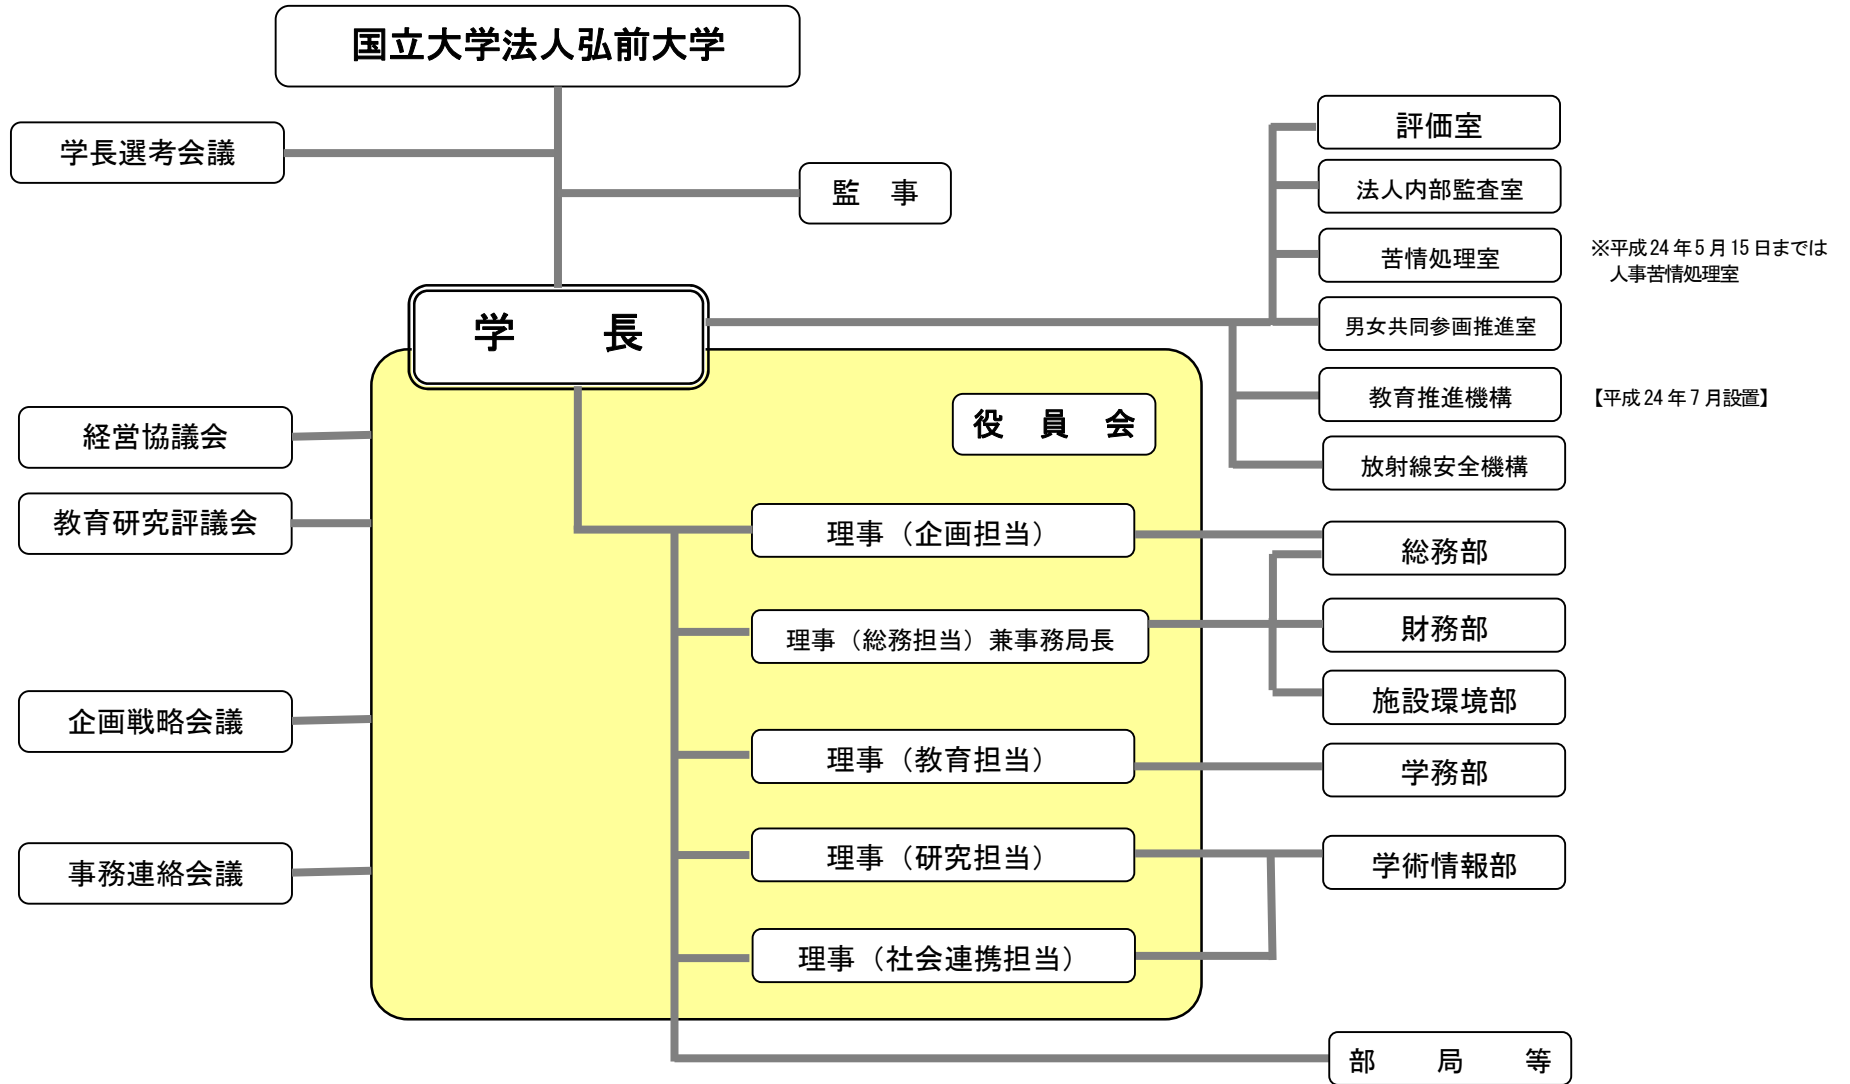 国立大学法人弘前大学
学長選考会議
監　事
評価室
法人内部監査室
苦情処理室
※平成24年5月15日までは
人事苦情処理室
男女共同参画推進室
学　　長
教育推進機構
【平成24年7月設置】
放射線安全機構
役　員　会
経営協議会
教育研究評議会
企画戦略会議
事務連絡会議
理事（企画担当）
総務部
理事（総務担当）兼事務局長
財務部
施設環境部
理事（教育担当）
学務部
理事（研究担当）
学術情報部
理事（社会連携担当）
部　　局　　等